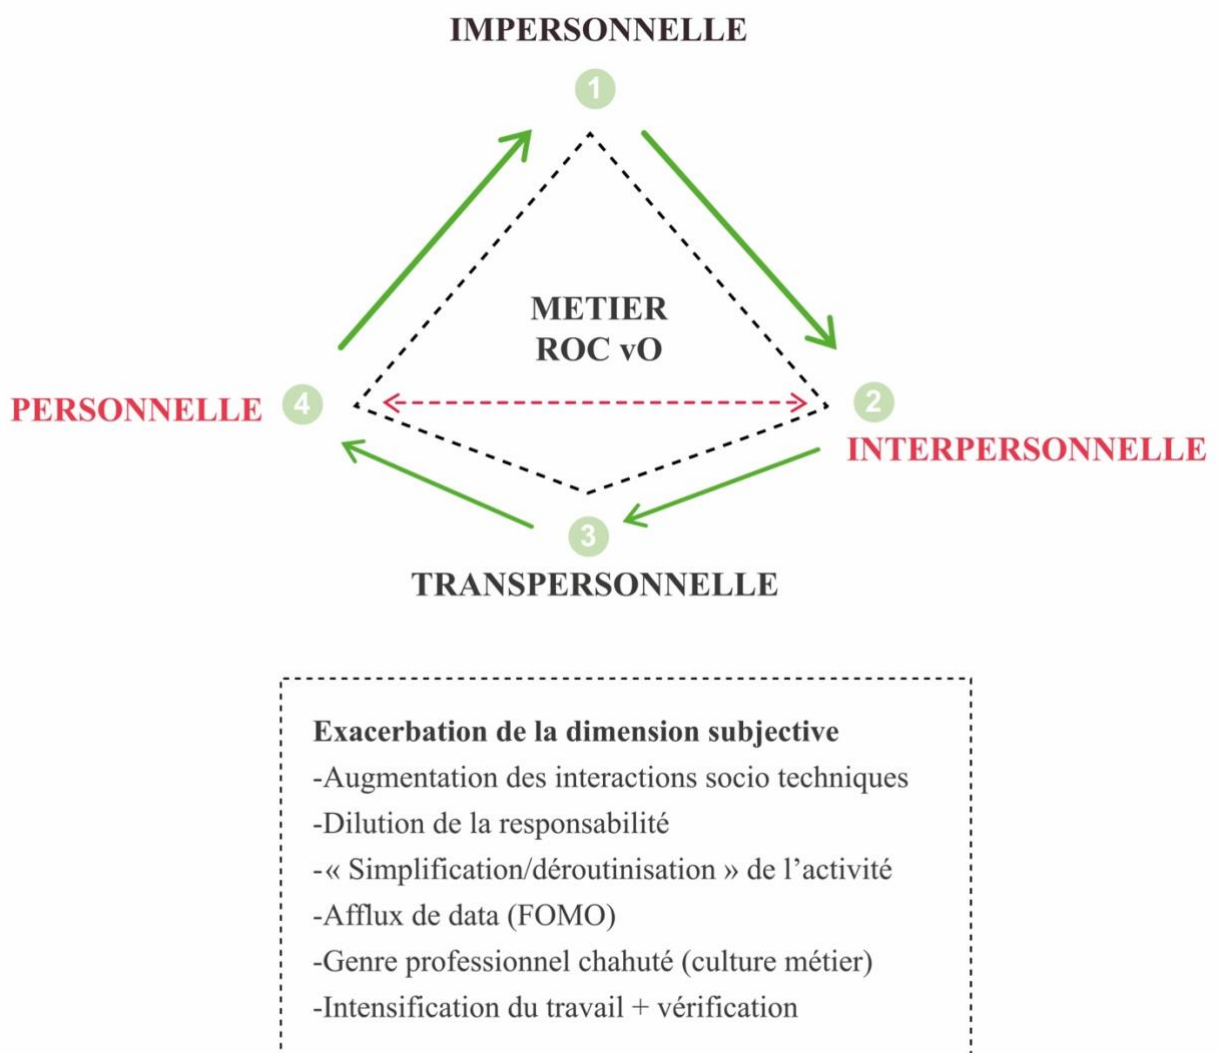 IMPERSONNELLE
1
METIER
ROC vO
PERSONNELLE 4
2
INTERPERSONNELLE
3
TRANSPERSONNELLE
Exacerbation de la dimension subjective
-Augmentation des interactions socio techniques
-Dilution de la responsabilité
-« Simplification/déroutinisation » de l’activité
-Afflux de data (FOMO)
-Genre professionnel chahuté (culture métier)
-Intensification du travail + vérification